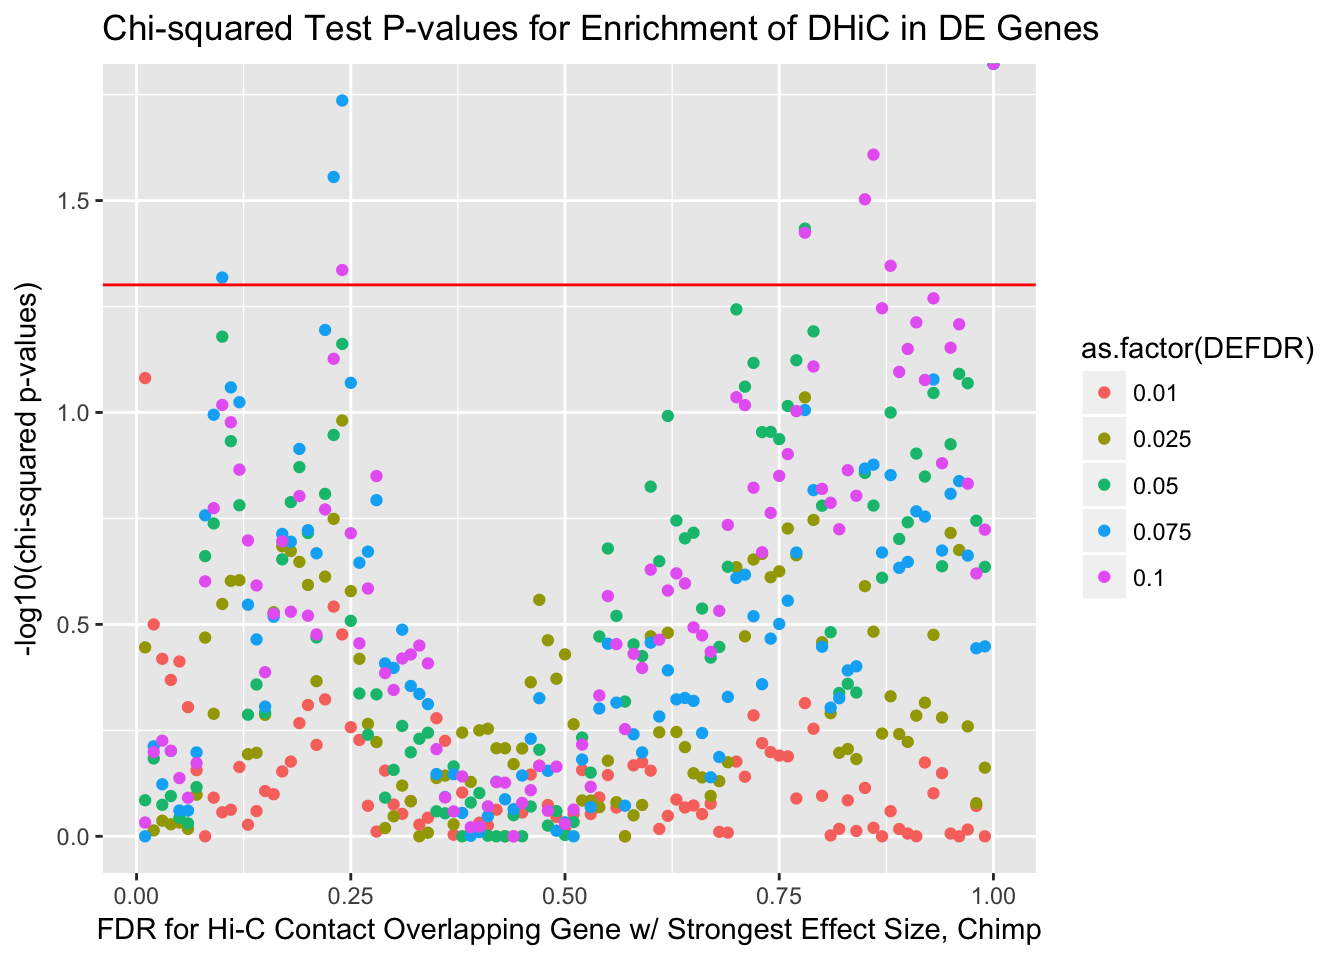 Chi-squared Test P-values for Enrichment of DHiC in DE Genes
-log10(chi-squared p-values)
1.5
1.0
0.5
0.0
0.00 0.25 0.50 0.75 1.00
FDR for Hi-C Contact Overlapping Gene w/ Strongest Effect Size, Chimp
as.factor(DEFDR)
0.01
0.025
0.05
0.075
0.1